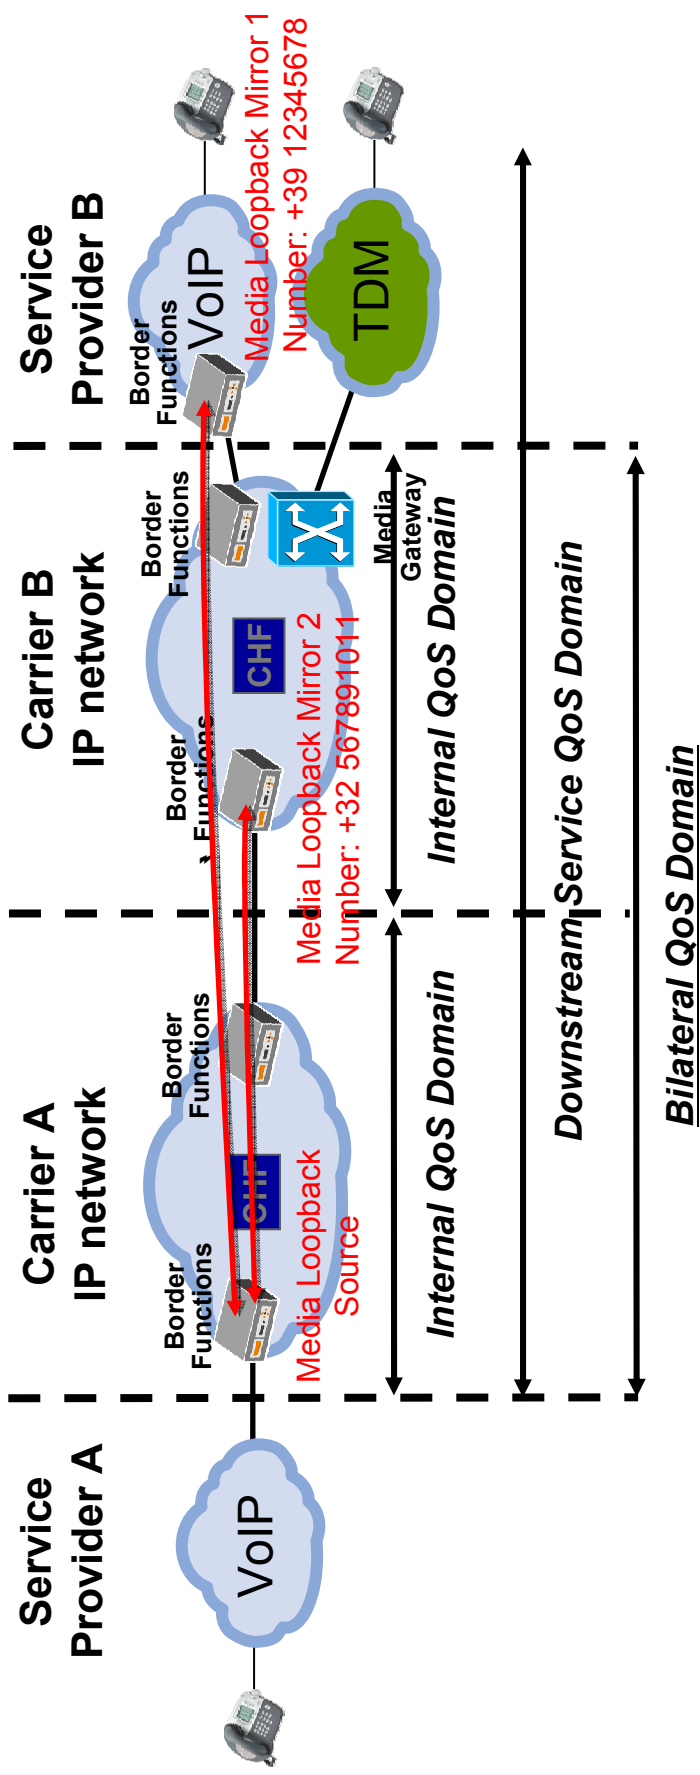 Service
Provider A
Carrier A
IP network
Carrier B
IP network
Service
Provider B
VoIP
Border
Functions
CHF
Border
Functions
Border
Functions
CHF
Border
Functions
Border
Functions
VoIP
TDM
Media
Gateway
Media Loopback
Source
Media Loopback Mirror 2
Number: +32 567891011
Media Loopback Mirror 1
Number: +39 12345678
Internal QoS Domain
Internal QoS Domain
Downstream Service QoS Domain
Bilateral QoS Domain